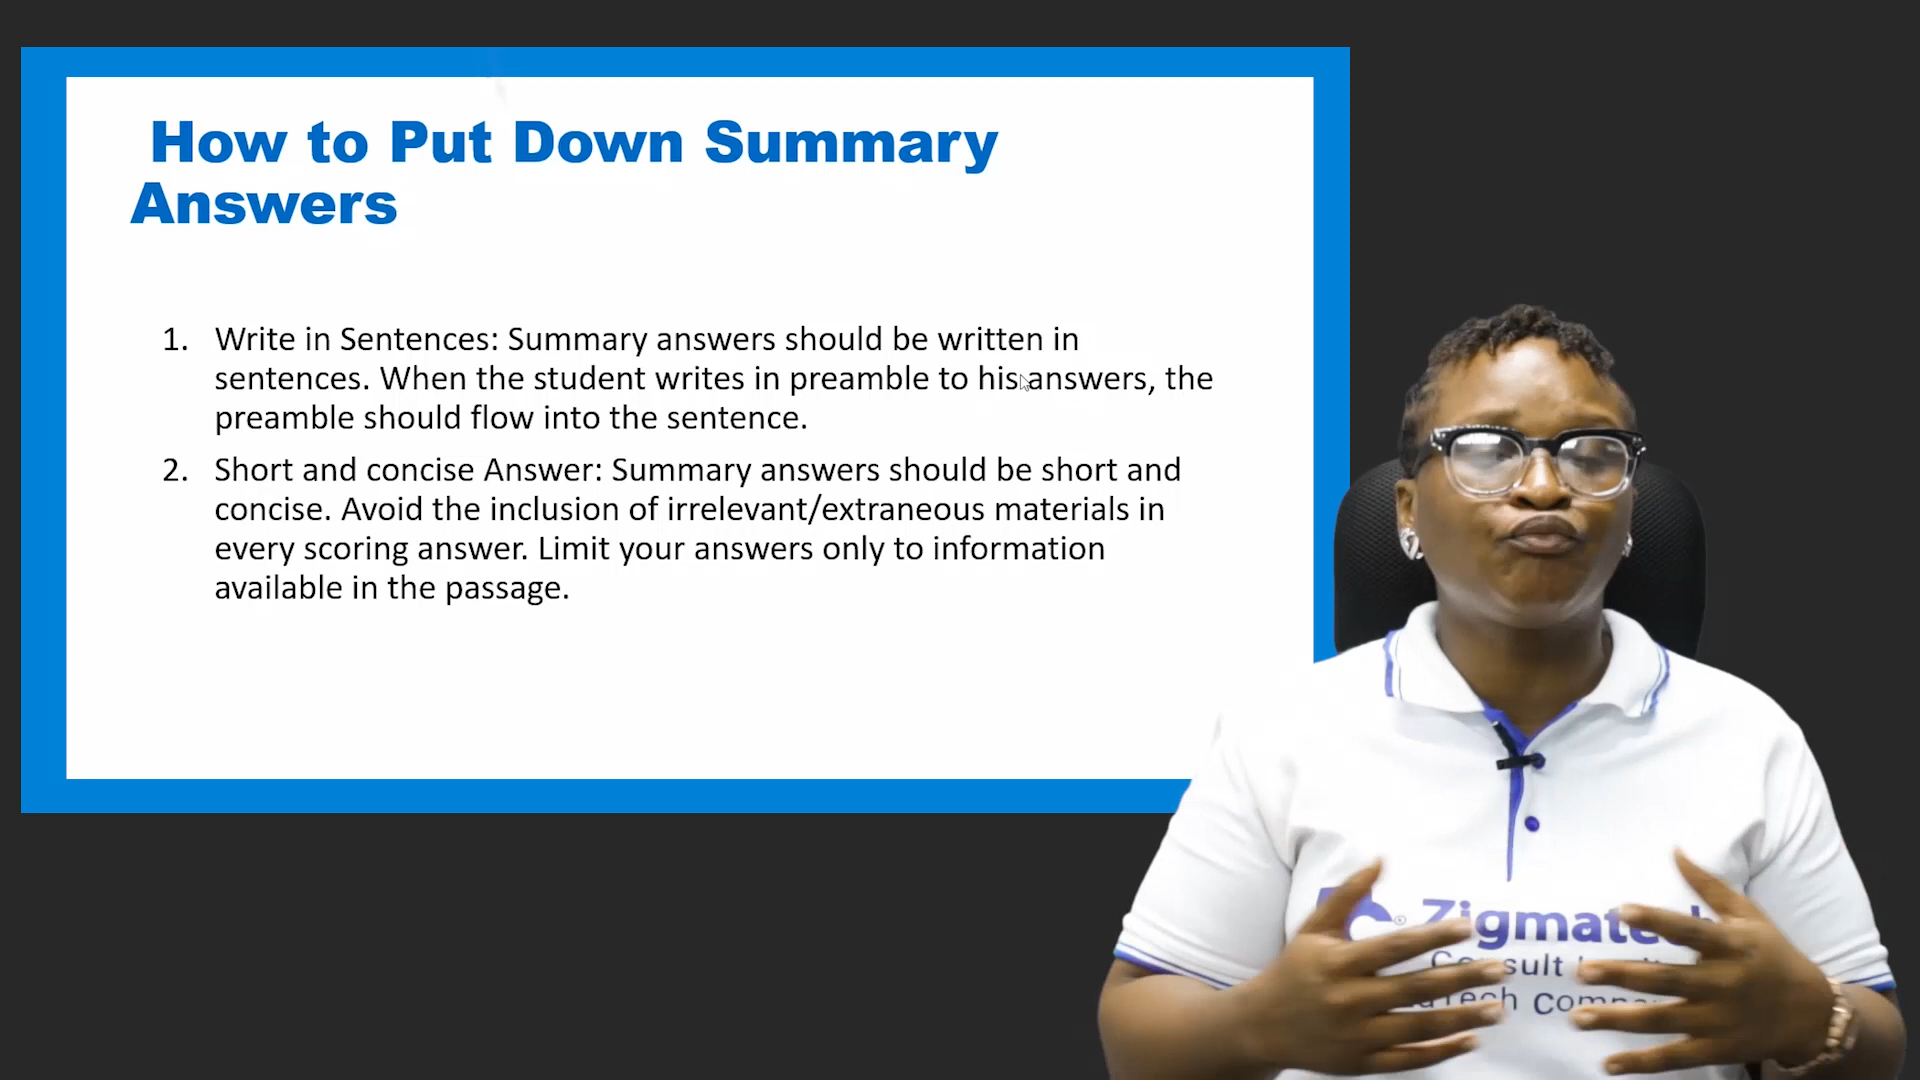 How to Put Down Summary
Answers
1. Write in Sentences: Summary answers should be written in
sentences. When the student writes in preamble to his answers, the
preamble should flow into the sentence.
2. Short and concise Answer: Summary answers should be short and
concise. Avoid the inclusion of irrelevant/extraneous materials in
every scoring answer. Limit your answers only to information
available in the passage.